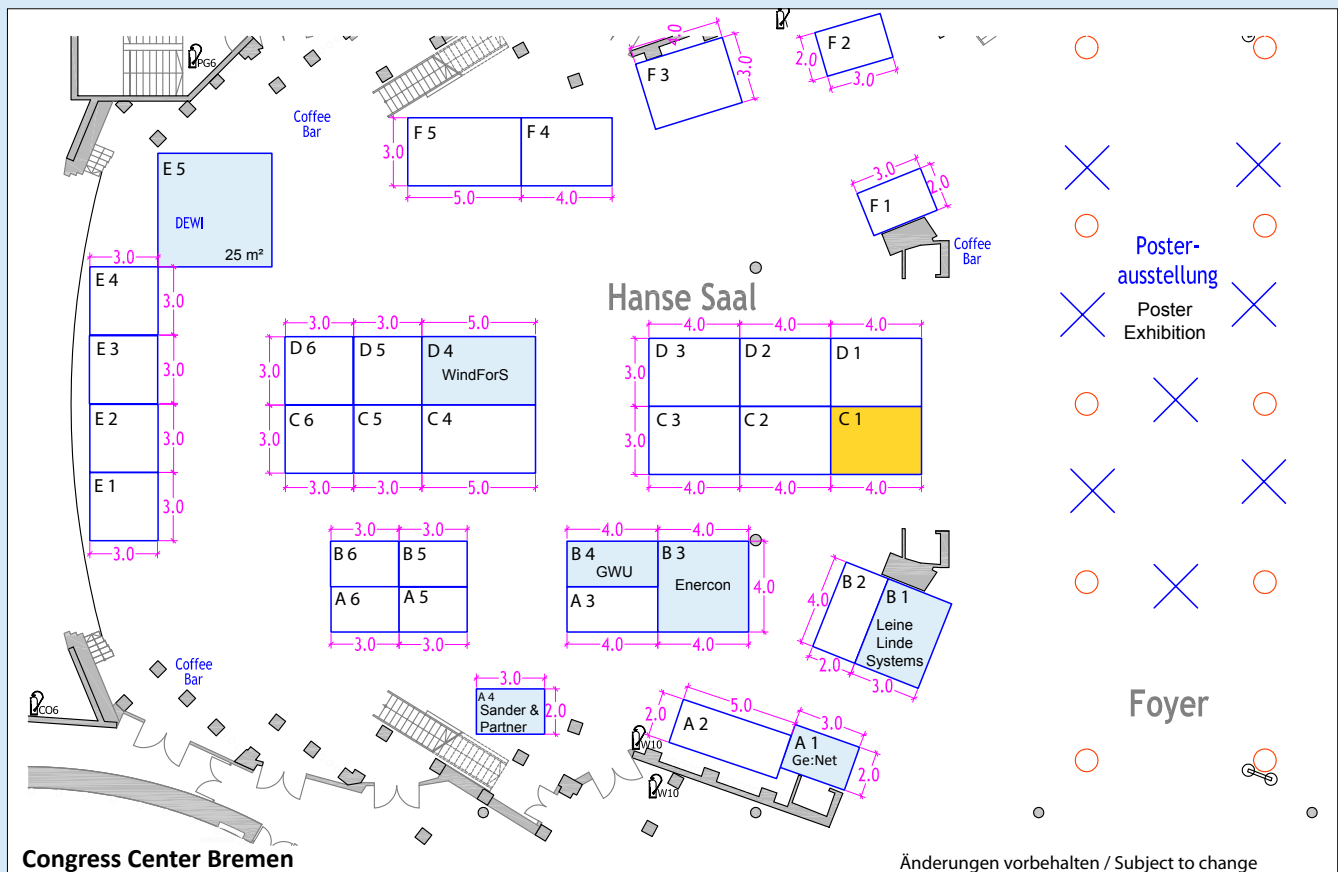 2.0
F 2
2.0
3.0
F 3
3.0
PG6
Coffee
Bar
F 5
F 4
3.0
5.0
4.0
E 5
DEWI
25 m²
3.0
2.0
F 1
Coffee
Bar
Poster-
ausstellung
Poster
Exhibition
3.0
E 4
3.0
E 3
3.0
E 2
3.0
E 1
3.0
3.0
Hanse Saal
3.0
3.0
5.0
D 6
D 5
D 4
WindForS
3.0
C 6
C 5
C 4
3.0
3.0
3.0
5.0
4.0
4.0
4.0
D 3
D 2
D 1
3.0
C 3
C 2
C 1
3.0
4.0
4.0
4.0
3.0
3.0
B 6
B 5
A 6
A 5
3.0
3.0
4.0
4.0
B 4
GWU
B 3
Enercon
A 3
4.0
4.0
4.0
B 2
B 1
Leine
Linde
Systems
4.0
2.0
3.0
Coffee
Bar
CO6
3.0
A 4
Sander &
Partner
2.0
2.0
5.0
A 2
3.0
A 1
Ge:Net
2.0
W10
W10
Foyer
Congress Center Bremen
Änderungen vorbehalten / Subject to change